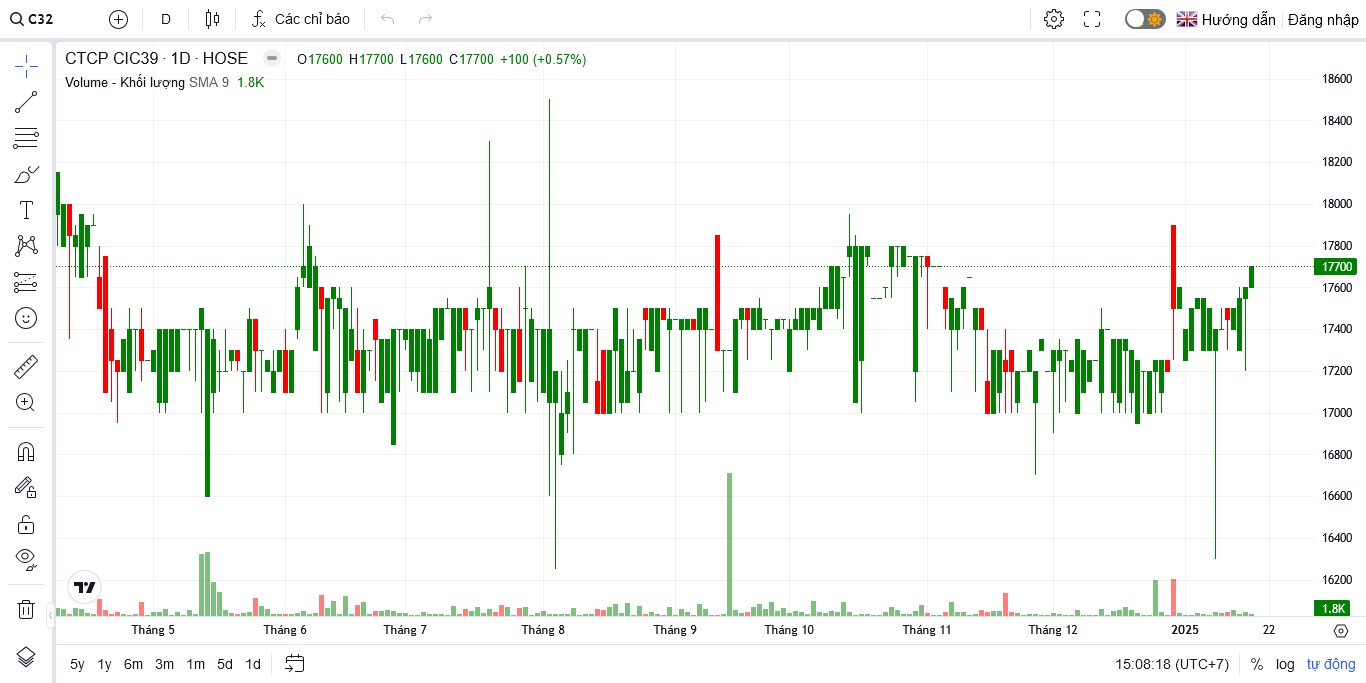 C32 D Các chỉ báo Hướng dẫn Đăng nhập
CTCP CIC39 · 1D · HOSE O17600 H17700 L17600 C17700 +100 (+0.57%)
Volume - Khối lượng SMA 9 1.8K
18600
18400
18200
18000
17800
17700
17600
17400
17200
17000
16800
16600
16400
16200
1.8K
Tháng 5 Tháng 6 Tháng 7 Tháng 8 Tháng 9 Tháng 10 Tháng 11 Tháng 12 2025 22
5y 1y 6m 3m 1m 5d 1d 15:08:18 (UTC+7) % log tự động